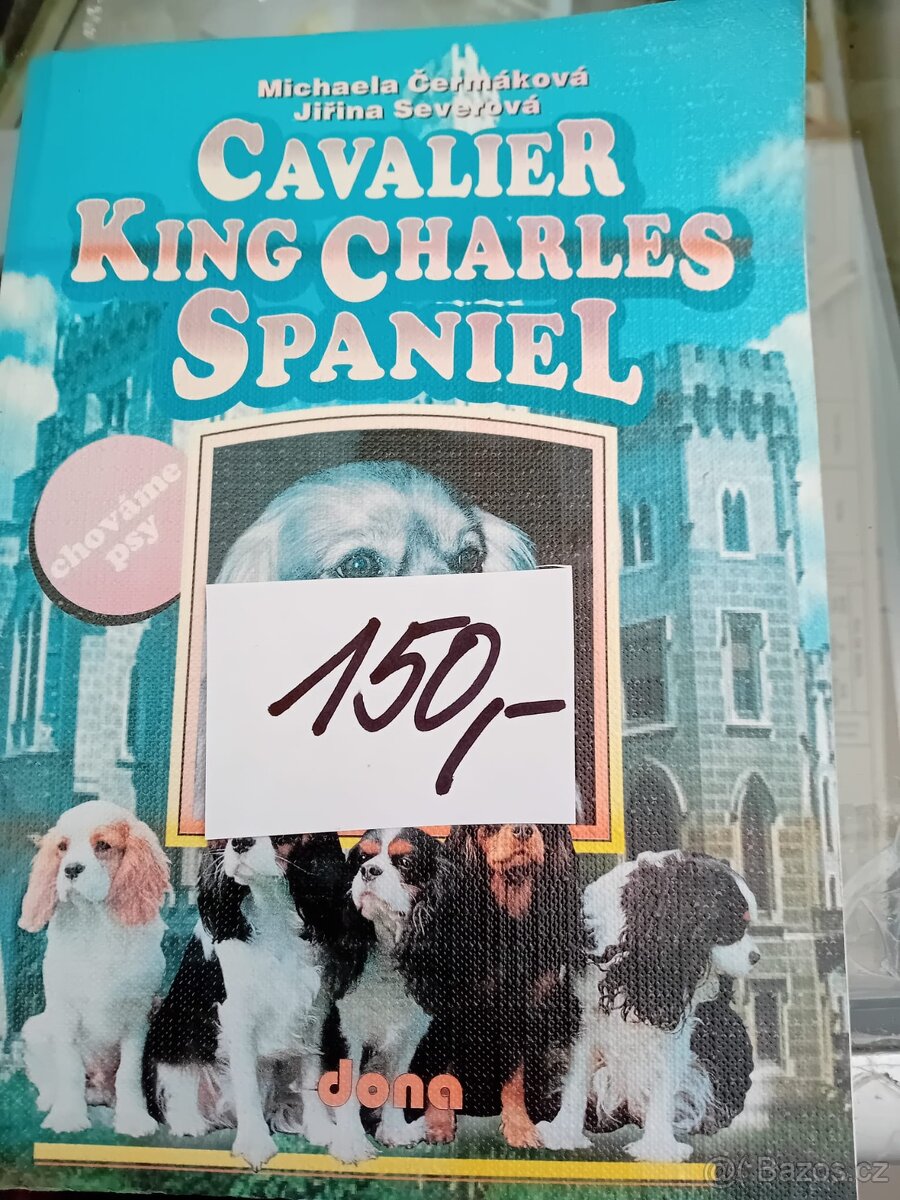 Michaela Čermáková
Jiřina Severová
CAVALIER
KING CHARLES
SPANIEL
chováme
psy
150,-
dona
@ Bazos.cz